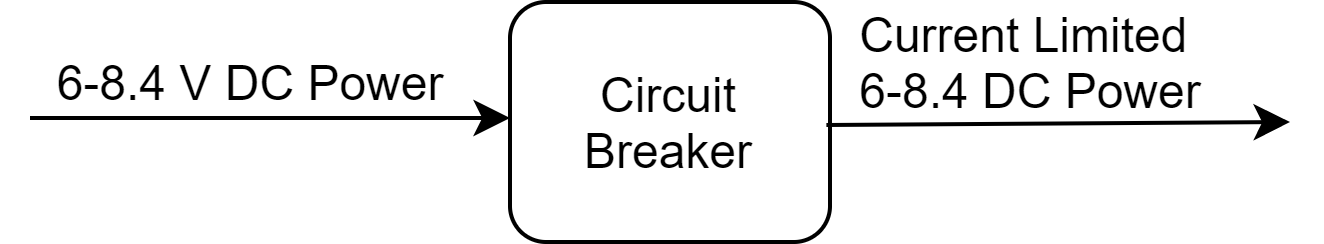 6-8.4 V DC Power
Circuit
Breaker
Current Limited
6-8.4 DC Power